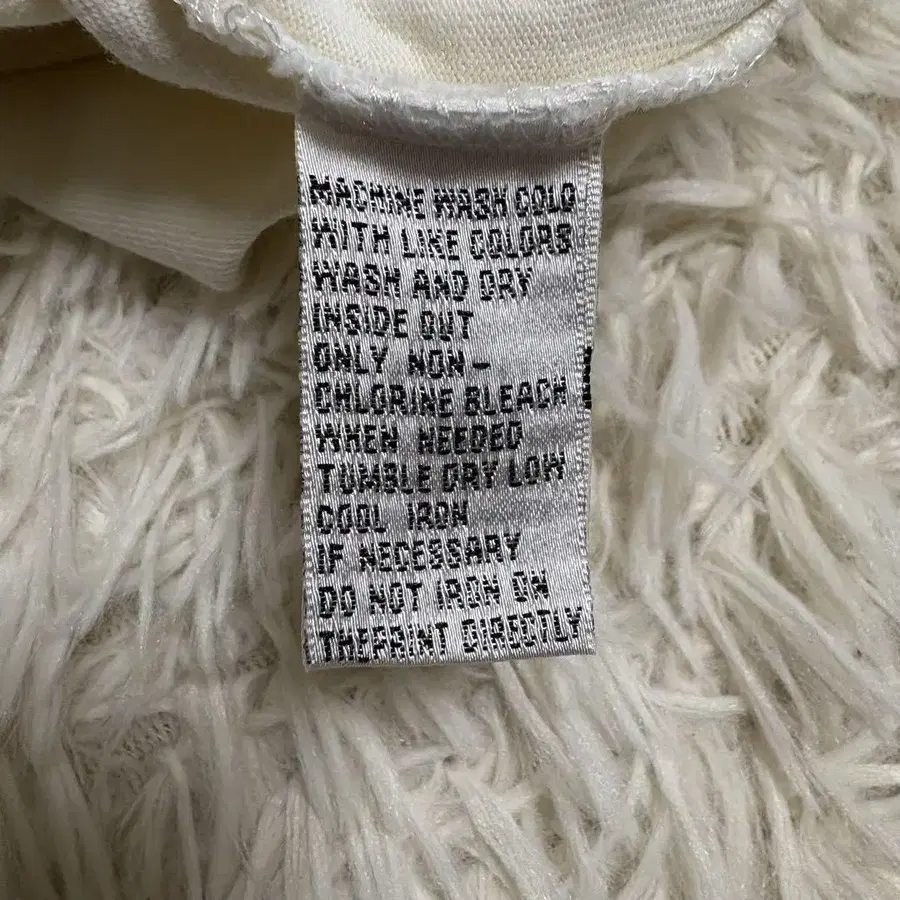 MACHINE WASH COLD
WITH LIKE COLORS
WASH AND DRY
INSIDE OUT
ONLY NON-
CHLORINE BLEACH
WHEN NEEDED
TUMBLE DRY LOW
COOL IRON
IF NECESSARY
DO NOT IRON ON
THEPRINT DIRECTLY